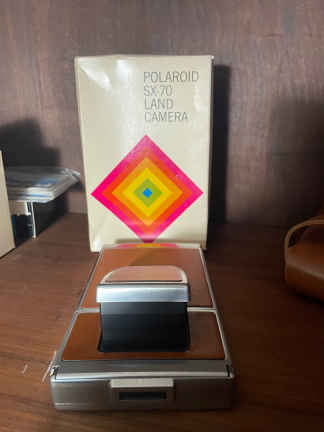 POLAROID
SX-70
LAND
CAMERA